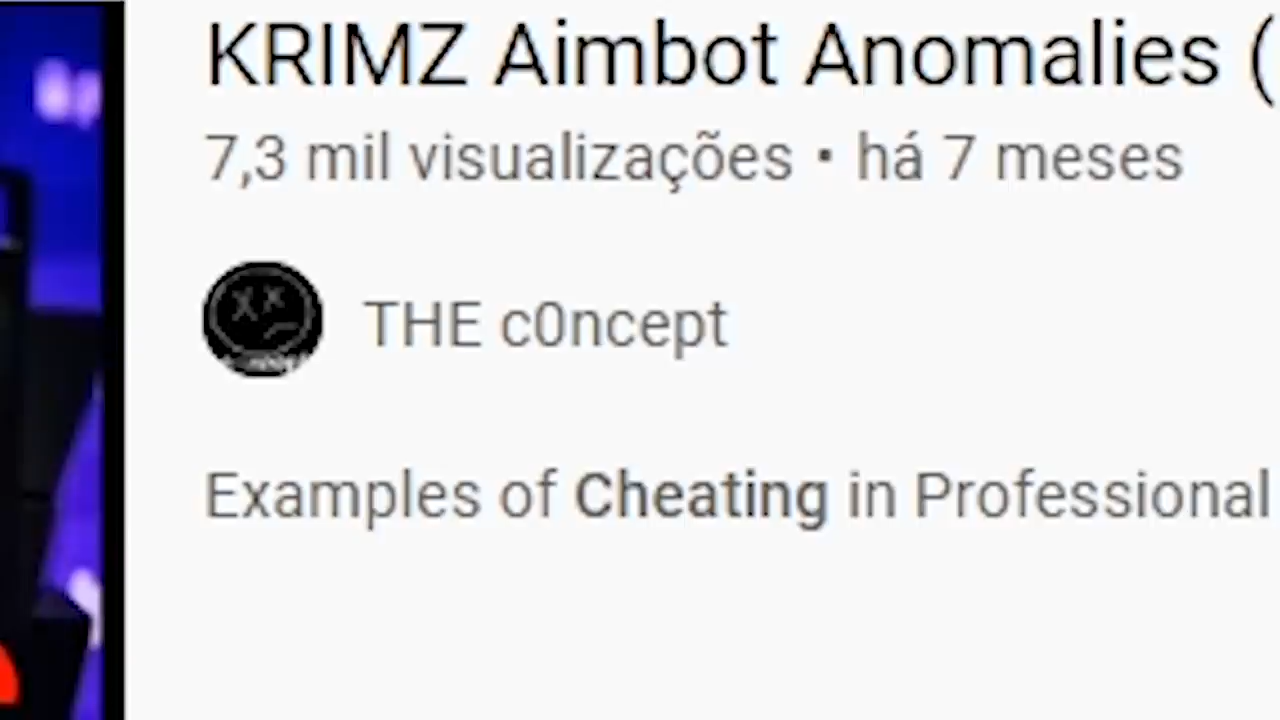 KRIMZ Aimbot Anomalies (
7,3 mil visualizações • há 7 meses
THE c0ncept
Examples of Cheating in Professional